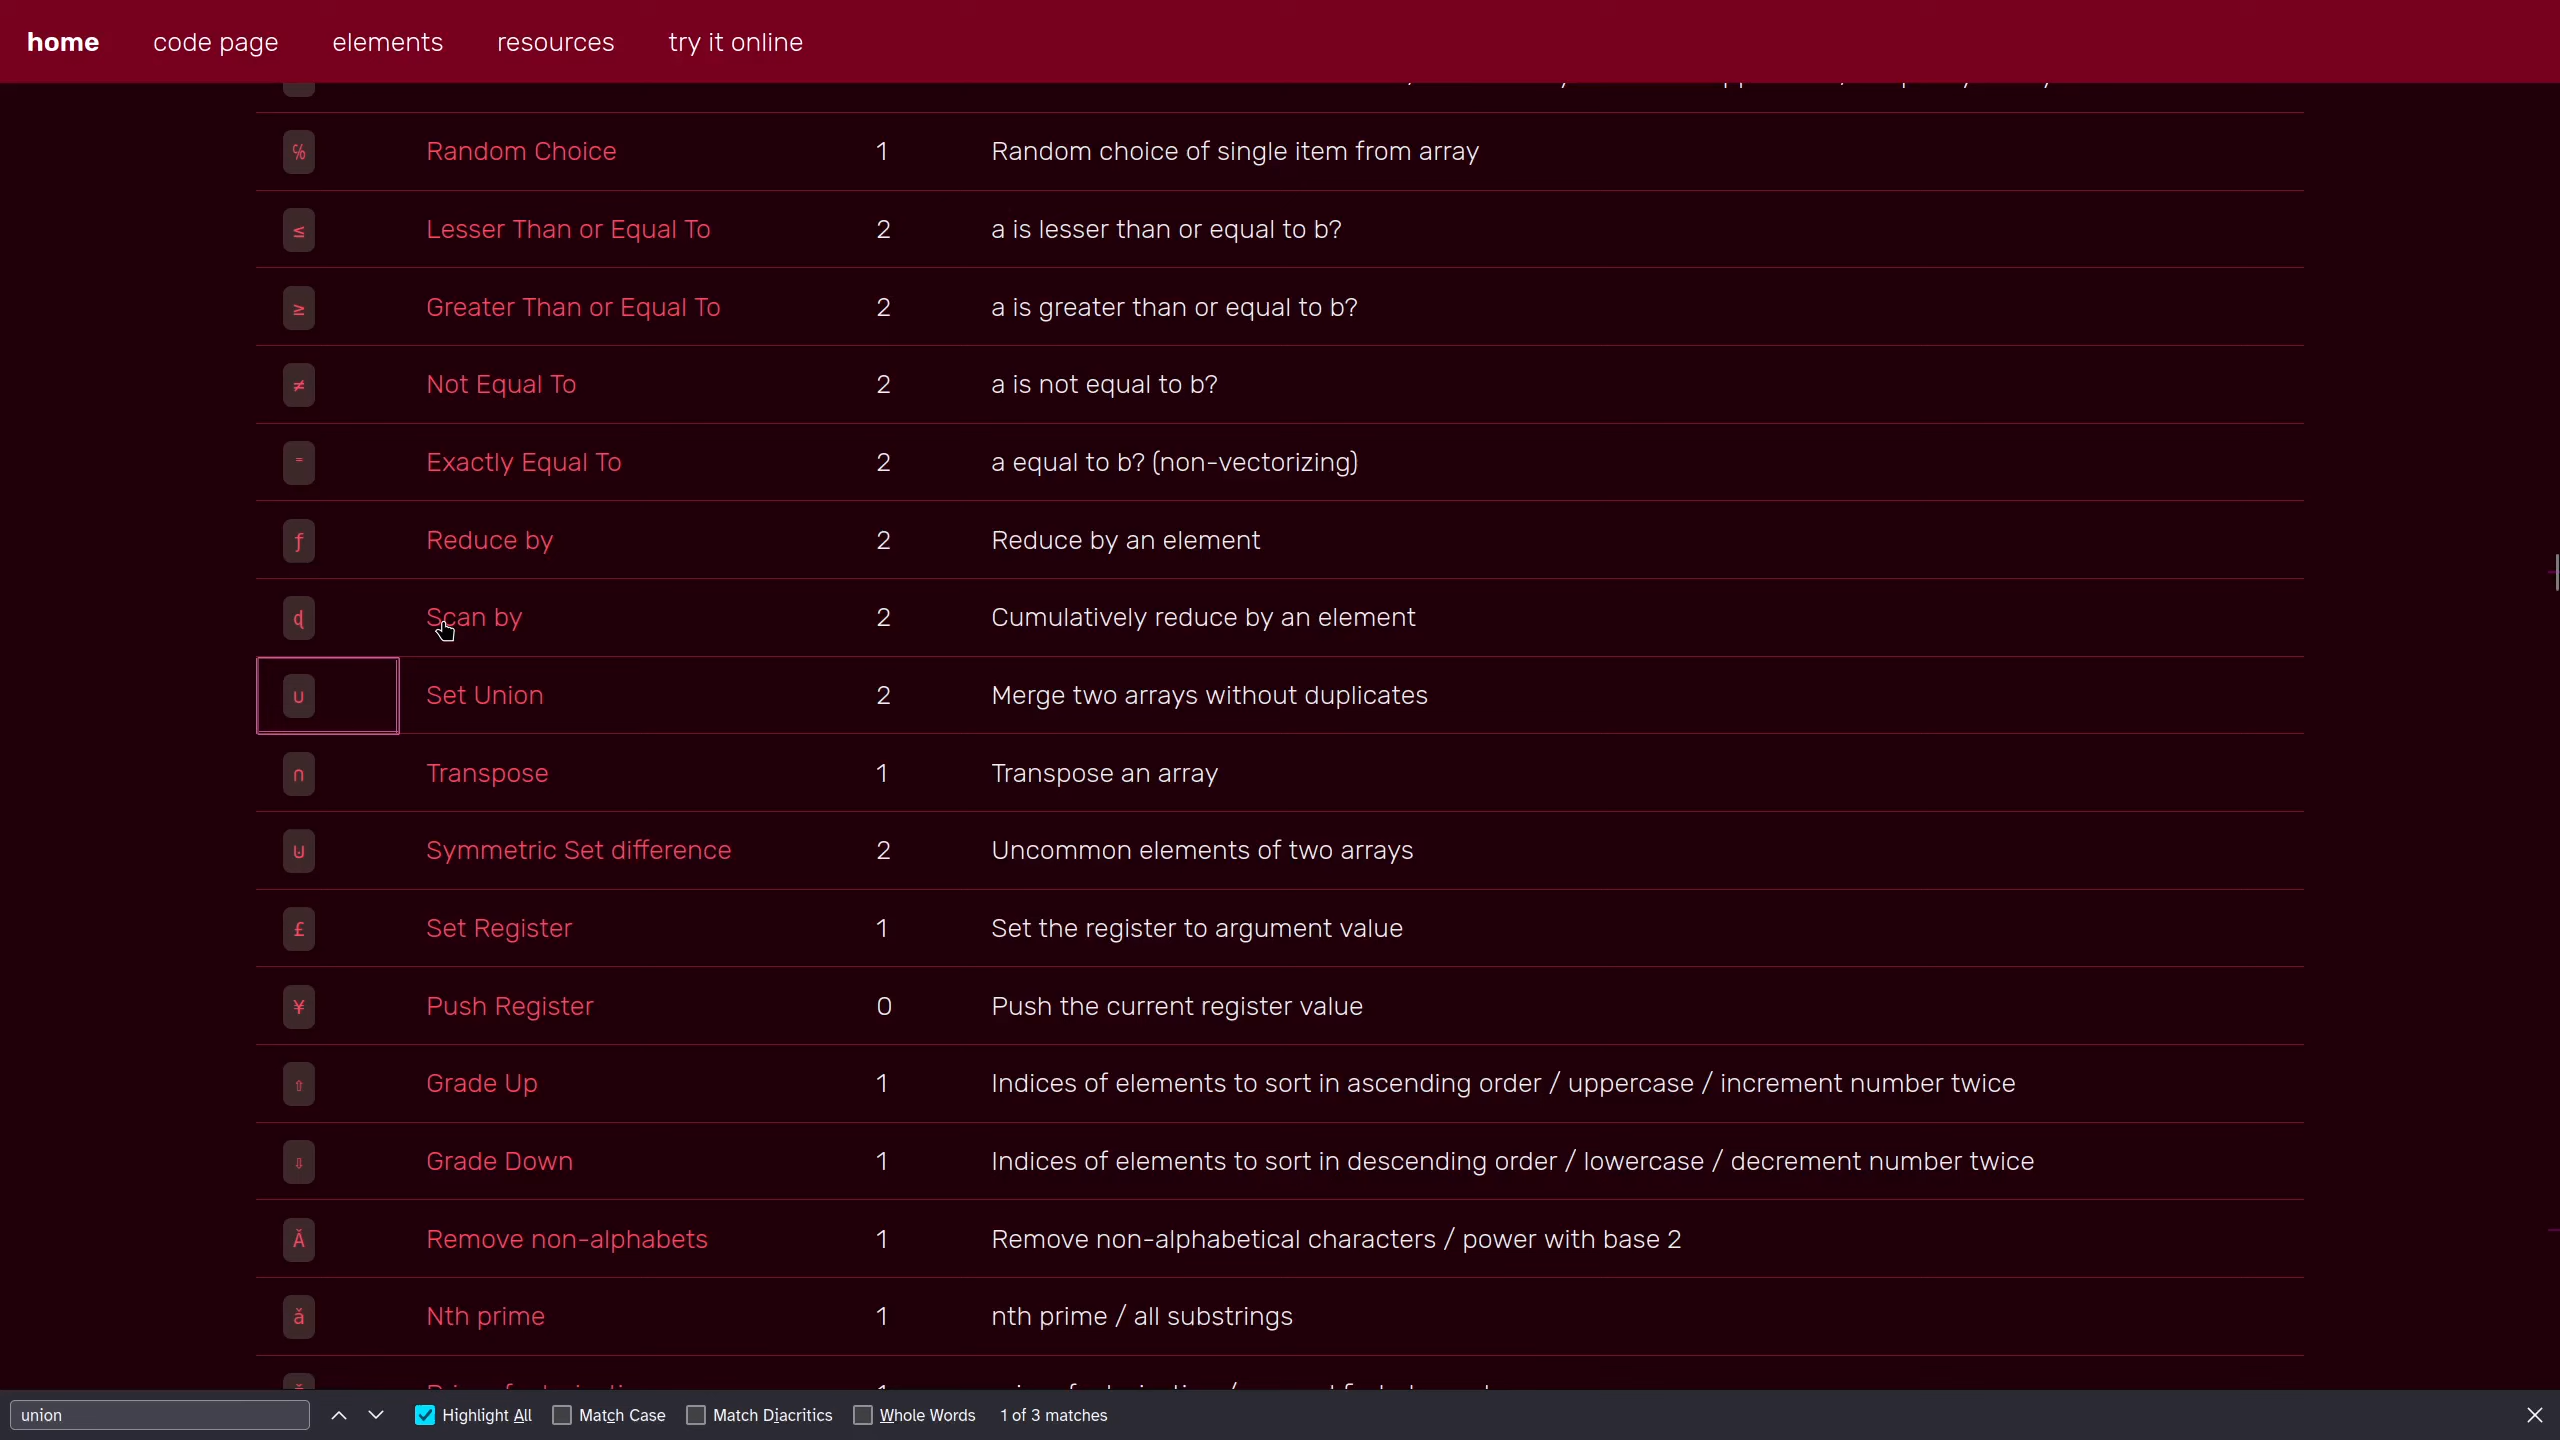 home code page elements resources try it online
℅ Random Choice 1 Random choice of single item from array
≤ Lesser Than or Equal To 2 a is lesser than or equal to b?
≥ Greater Than or Equal To 2 a is greater than or equal to b?
≠ Not Equal To 2 a is not equal to b?
⁼ Exactly Equal To 2 a equal to b? (non-vectorizing)
ƒ Reduce by 2 Reduce by an element
ɖ Scan by 2 Cumulatively reduce by an element
∪ Set Union 2 Merge two arrays without duplicates
∩ Transpose 1 Transpose an array
⊍ Symmetric Set difference 2 Uncommon elements of two arrays
£ Set Register 1 Set the register to argument value
¥ Push Register 0 Push the current register value
⇧ Grade Up 1 Indices of elements to sort in ascending order / uppercase / increment number twice
⇩ Grade Down 1 Indices of elements to sort in descending order / lowercase / decrement number twice
Ǎ Remove non-alphabets 1 Remove non-alphabetical characters / power with base 2
ǎ Nth prime 1 nth prime / all substrings
union Highlight All Match Case Match Diacritics Whole Words 1 of 3 matches